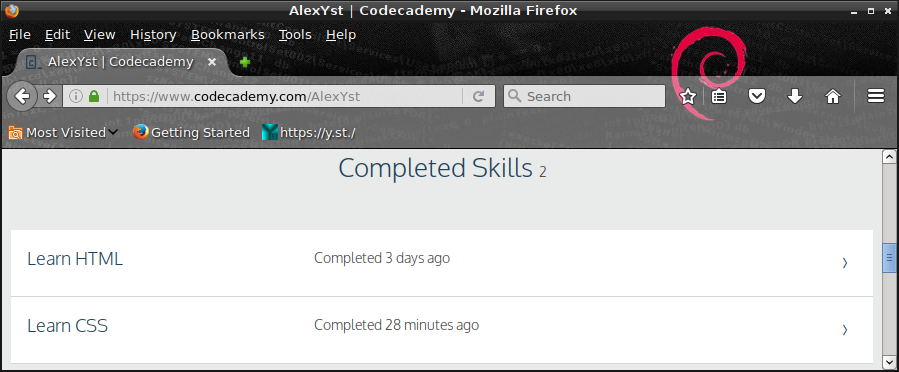 AlexYst | Codecademy - Mozilla Firefox
File Edit View History Bookmarks Tools Help
AlexYst | Codecademy
https://www.codecademy.com/AlexYst Search
Most Visited Getting Started https://y.st./
Completed Skills 2
Learn HTML Completed 3 days ago
Learn CSS Completed 28 minutes ago